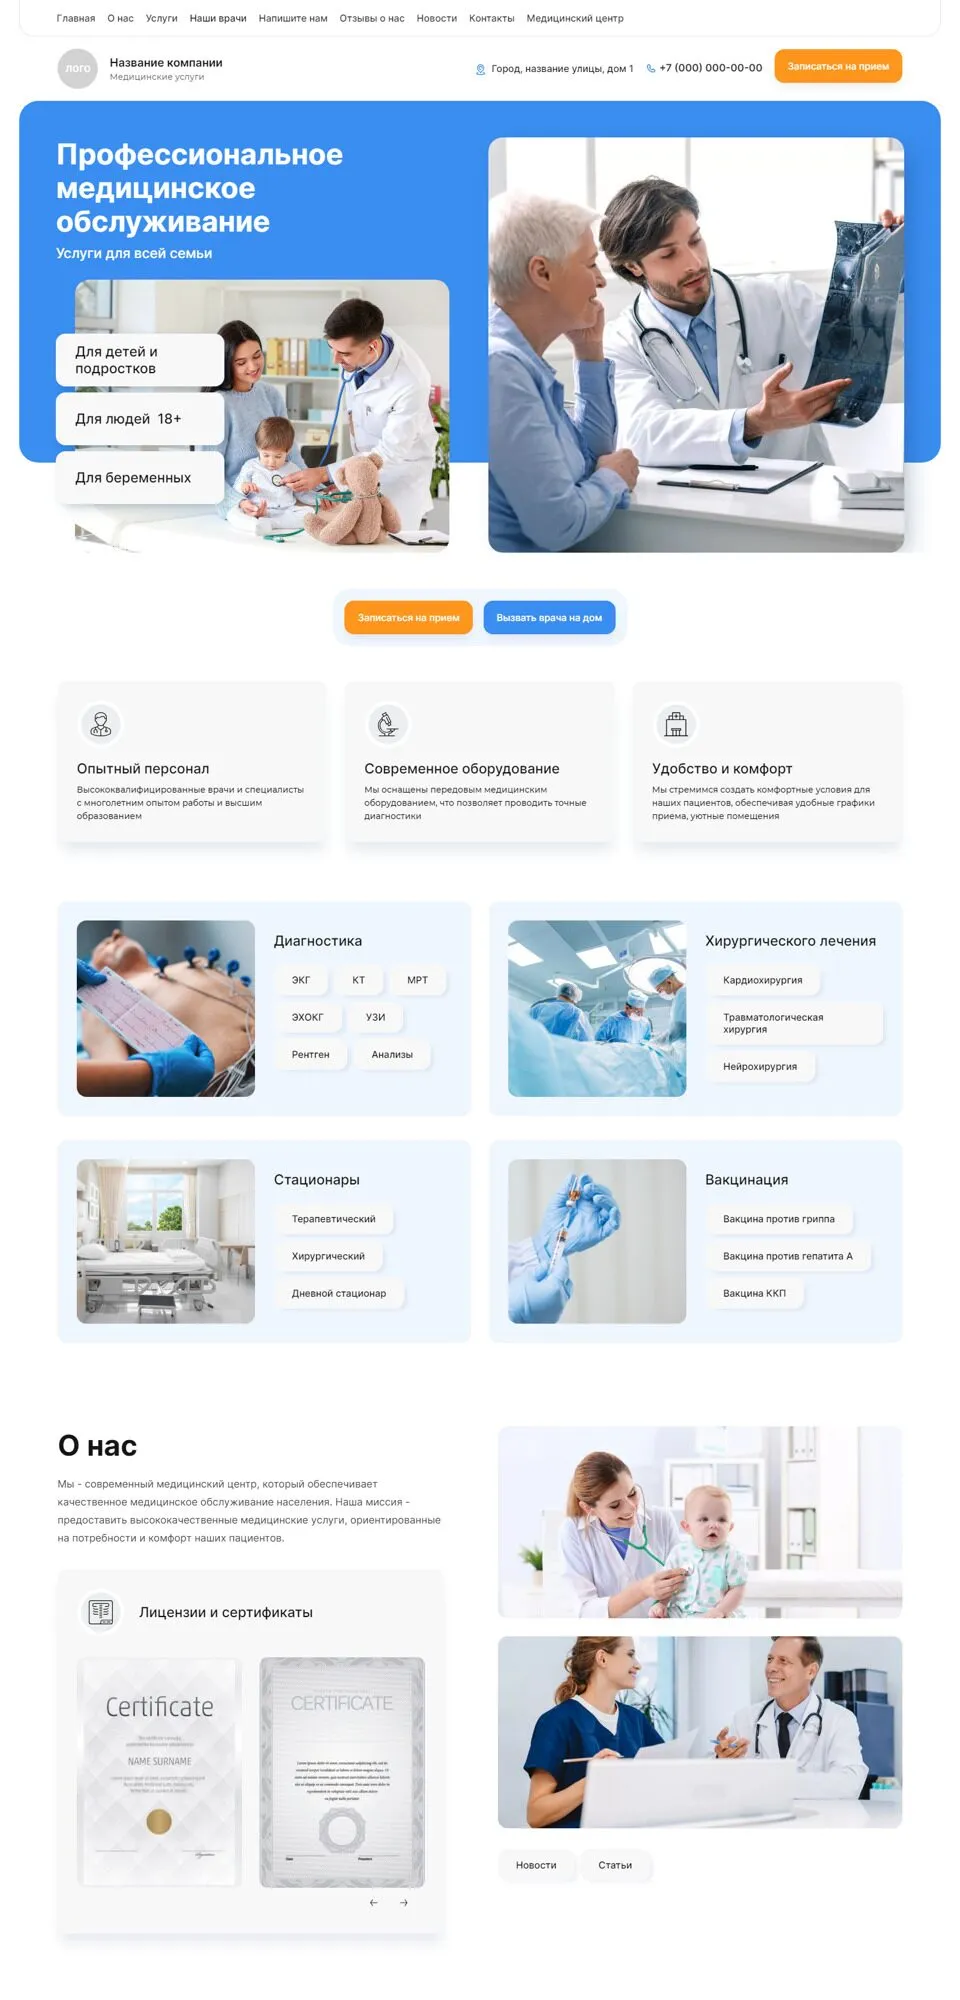 Главная О нас Услуги Наши врачи Напишите нам Отзывы о нас Новости Контакты Медицинский центр
ЛОГО
Название компании
Медицинские услуги
Город, название улицы, дом 1
+7 (000) 000-00-00
Записаться на прием
Профессиональное
медицинское
обслуживание
Услуги для всей семьи
Для детей и
подростков
Для людей 18+
Для беременных
Записаться на прием
Вызвать врача на дом
Опытный персонал
Высококвалифицированные врачи и специалисты
с многолетним опытом работы и высшим
образованием
Современное оборудование
Мы оснащены передовым медицинским
оборудованием, что позволяет проводить точные
диагностики
Удобство и комфорт
Мы стремимся создать комфортные условия для
наших пациентов, обеспечивая удобные графики
приема, уютные помещения
Диагностика
ЭКГ КТ МРТ
ЭХОКГ УЗИ
Рентген Анализы
Хирургического лечения
Кардиохирургия
Травматологическая
хирургия
Нейрохирургия
Стационары
Терапевтический
Хирургический
Дневной стационар
Вакцинация
Вакцина против гриппа
Вакцина против гепатита А
Вакцина ККП
О нас
Мы - современный медицинский центр, который обеспечивает
качественное медицинское обслуживание населения. Наша миссия -
предоставить высококачественные медицинские услуги, ориентированные
на потребности и комфорт наших пациентов.
Лицензии и сертификаты
Certificate
NAME SURNAME
CERTIFICATE
Date
President
Новости
Статьи